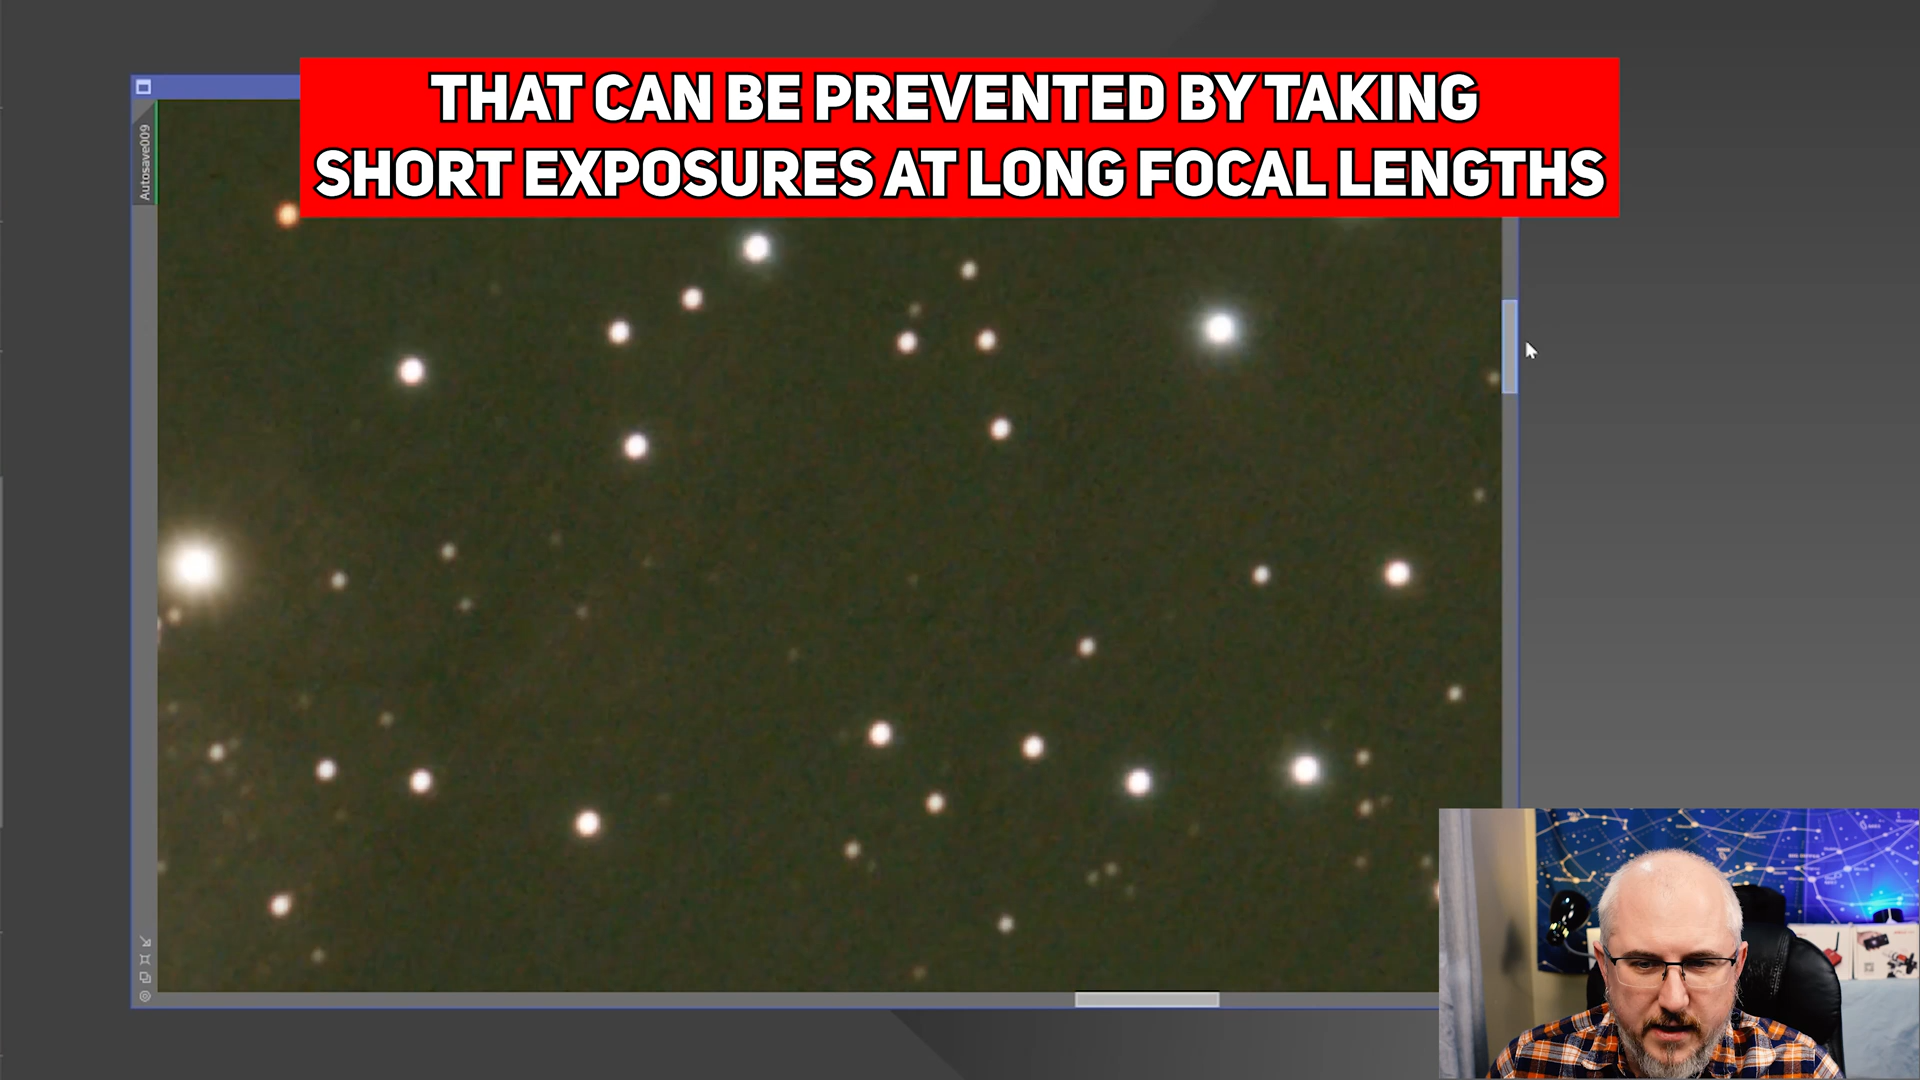 THAT CAN BE PREVENTED BY TAKING
SHORT EXPOSURES AT LONG FOCAL LENGTHS
Autosave009